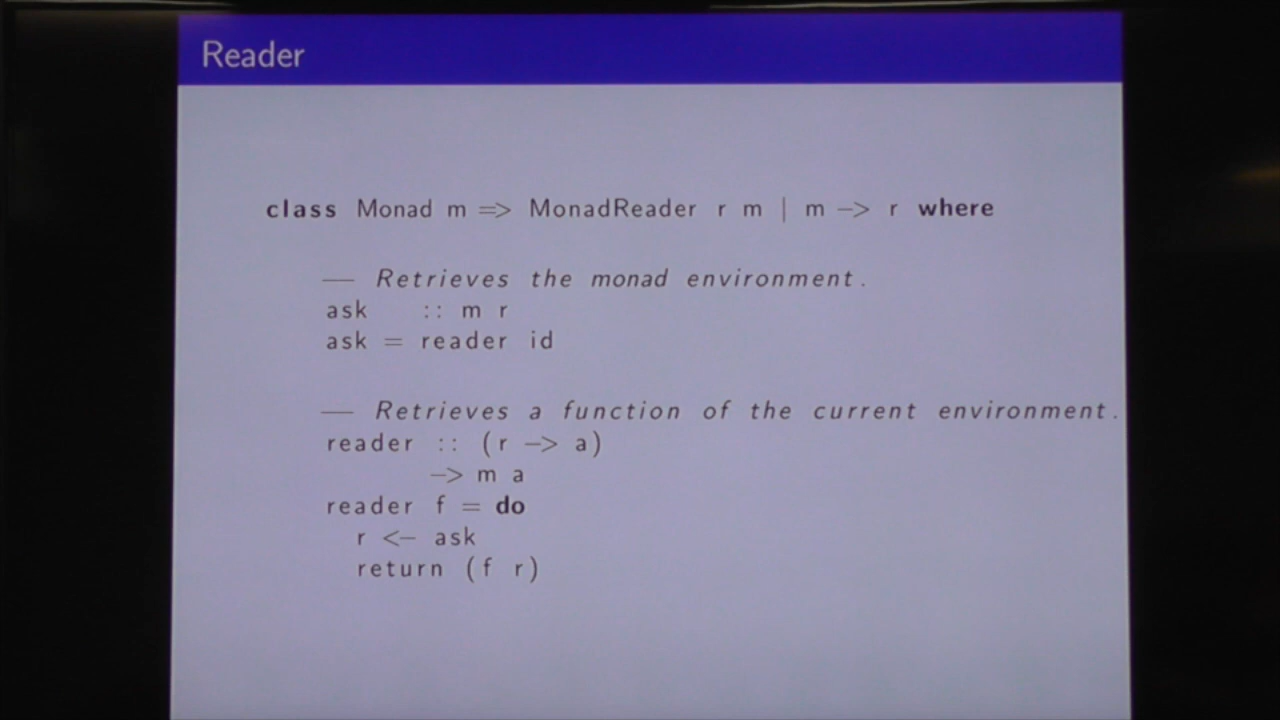 Reader
class Monad m => MonadReader r m | m -> r where
-- Retrieves the monad environment.
ask :: m r
ask = reader id
-- Retrieves a function of the current environment.
reader :: (r -> a)
-> m a
reader f = do
r <- ask
return (f r)